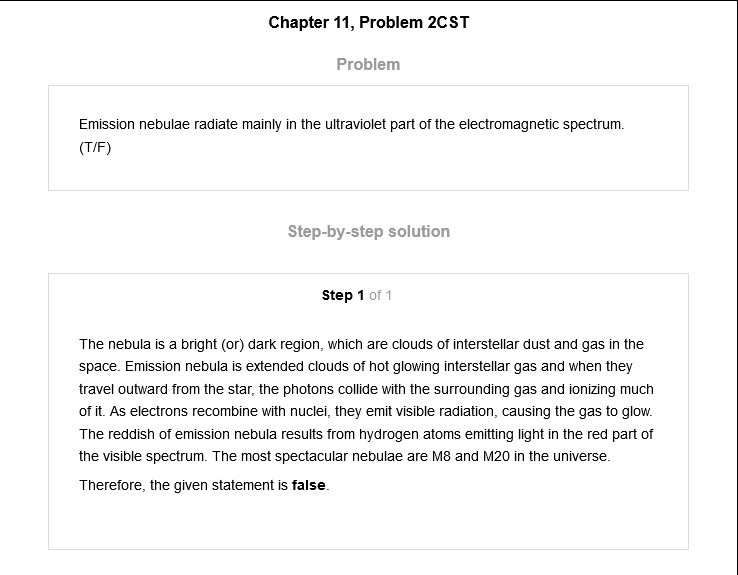 Chapter 11, Problem 2CST
Problem
Emission nebulae radiate mainly in the ultraviolet part of the electromagnetic spectrum.
(T/F)
Step-by-step solution
Step 1 of 1
The nebula is a bright (or) dark region, which are clouds of interstellar dust and gas in the
space. Emission nebula is extended clouds of hot glowing interstellar gas and when they
travel outward from the star, the photons collide with the surrounding gas and ionizing much
of it. As electrons recombine with nuclei, they emit visible radiation, causing the gas to glow.
The reddish of emission nebula results from hydrogen atoms emitting light in the red part of
the visible spectrum. The most spectacular nebulae are M8 and M20 in the universe.
Therefore, the given statement is false.